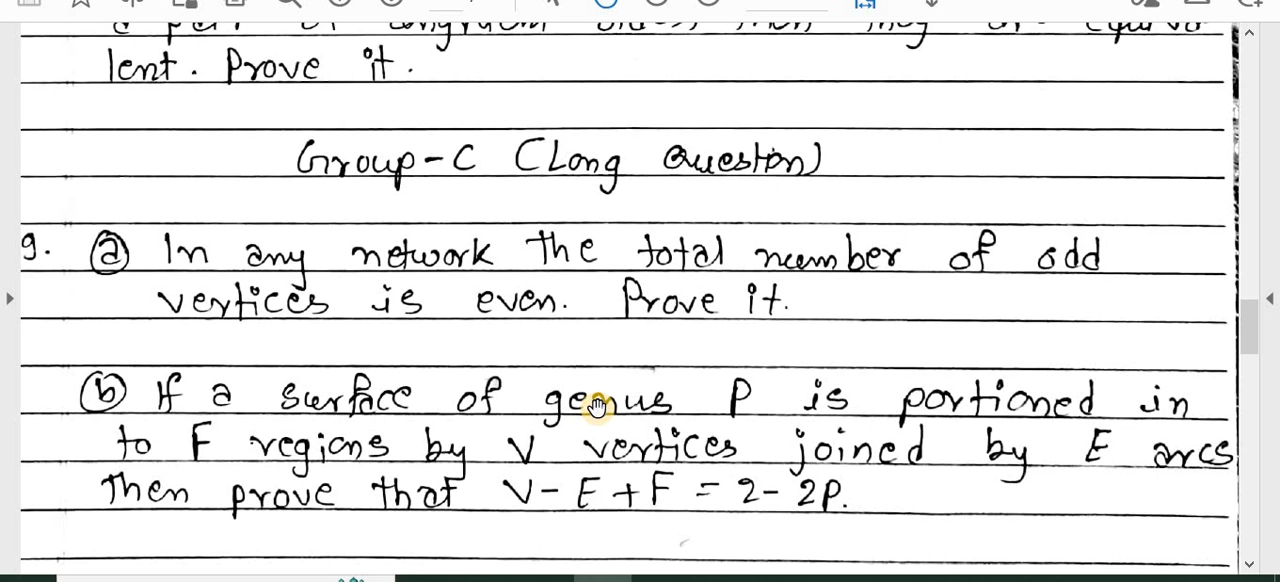 lent. Prove it.
Group-C (Long Question)
9. (a) In any network the total number of odd
vertices is even. Prove it.
(b) If a surface of genus P is portioned in
to F regions by V vertices joined by E arcs
Then prove that V-E+F = 2-2P.